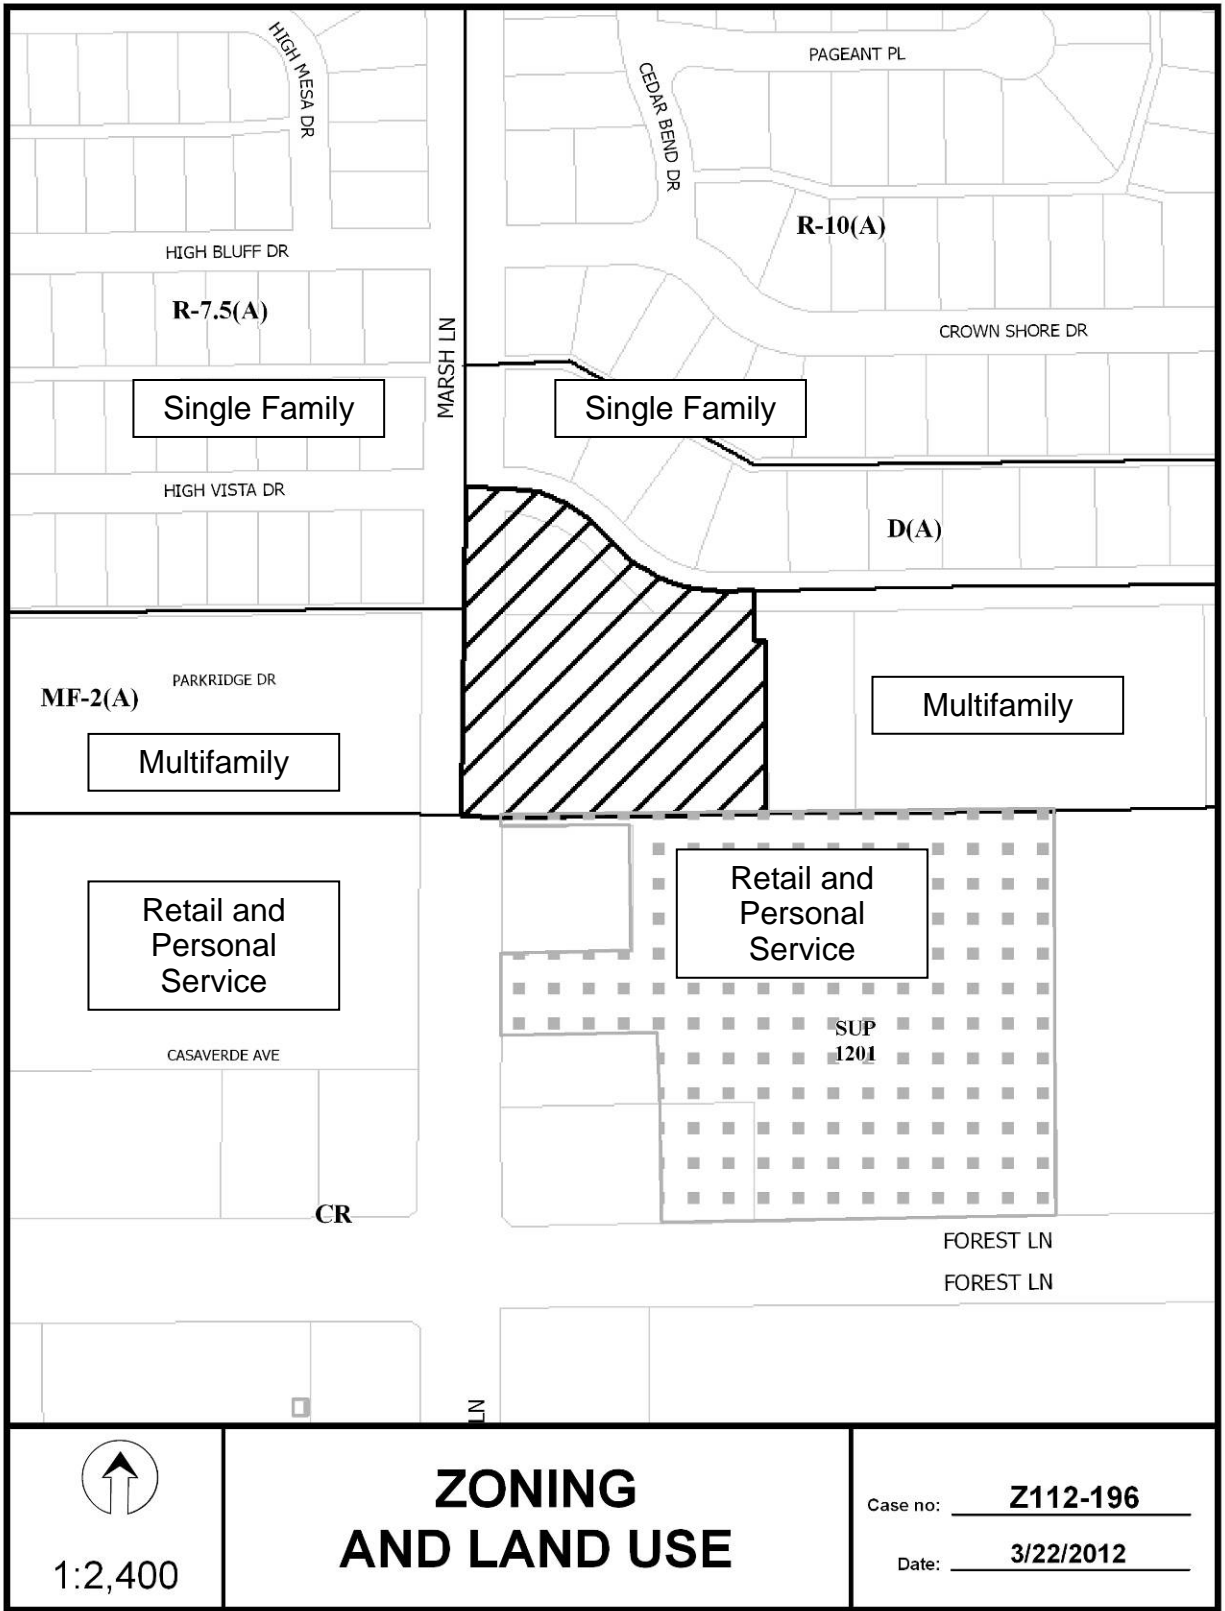 HIGH MESA DR
CEDAR BEND DR
PAGEANT PL
R-10(A)
HIGH BLUFF DR
R-7.5(A)
MARSH LN
CROWN SHORE DR
Single Family
Single Family
HIGH VISTA DR
D(A)
PARKRIDGE DR
MF-2(A)
Multifamily
Multifamily
Retail and
Personal
Service
Retail and
Personal
Service
SUP
1201
CASAVERDE AVE
CR
FOREST LN
FOREST LN
LN
1:2,400
ZONING
AND LAND USE
Case no: Z112-196
Date: 3/22/2012